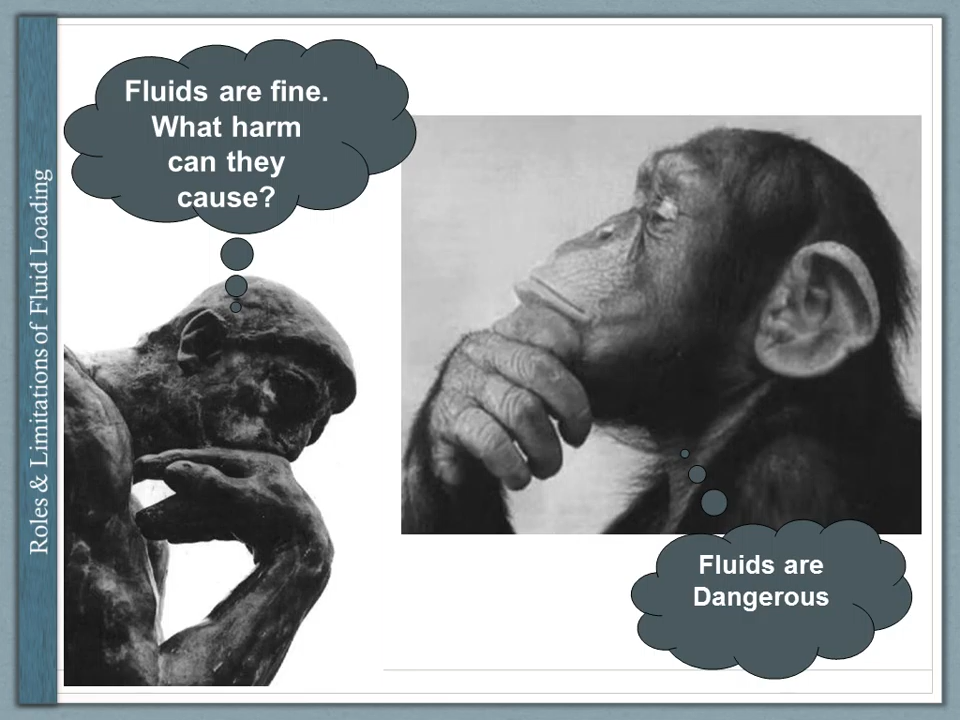 Roles & Limitations of Fluid Loading
Fluids are fine.
What harm
can they
cause?
Fluids are
Dangerous